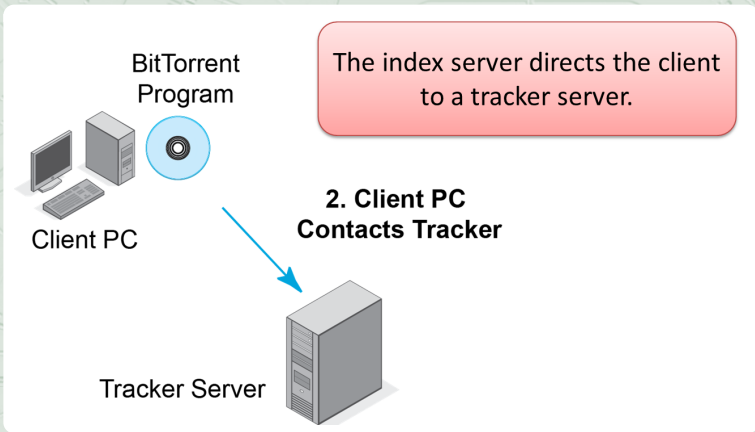 BitTorrent
Program
The index server directs the client
to a tracker server.
2. Client PC
Contacts Tracker
Client PC
Tracker Server